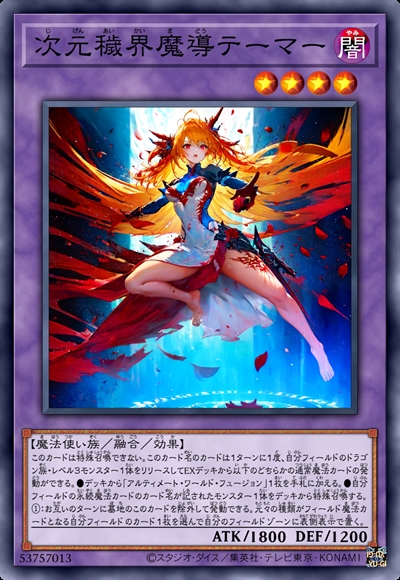 次元穢界魔導テーマー
闇
【魔法使い族／融合／効果】
このカードは特殊召喚できない。このカード名のカードは1ターンに1度、自分フィールドのドラゴ
ン族・レベル3モンスター1体をリリースしてEXデッキから以下のどちらかの通常魔法カードの発
動ができる。●デッキから「アルティメート・ワールド・フュージョン」1枚を手札に加える。●自分フ
ィールドの永続魔法カードのカード名が記されたモンスター1体をデッキから特殊召喚する。
①：お互いのターンに墓地のこのカードを除外して発動できる。元々の種類がフィールド魔法カ
ードとなる自分フィールドのカード1枚を選んで自分のフィールドゾーンに表側表示で置く。
ATK/1800 DEF/1200
53757013
©スタジオ・ダイス／集英社・テレビ東京・KONAMI